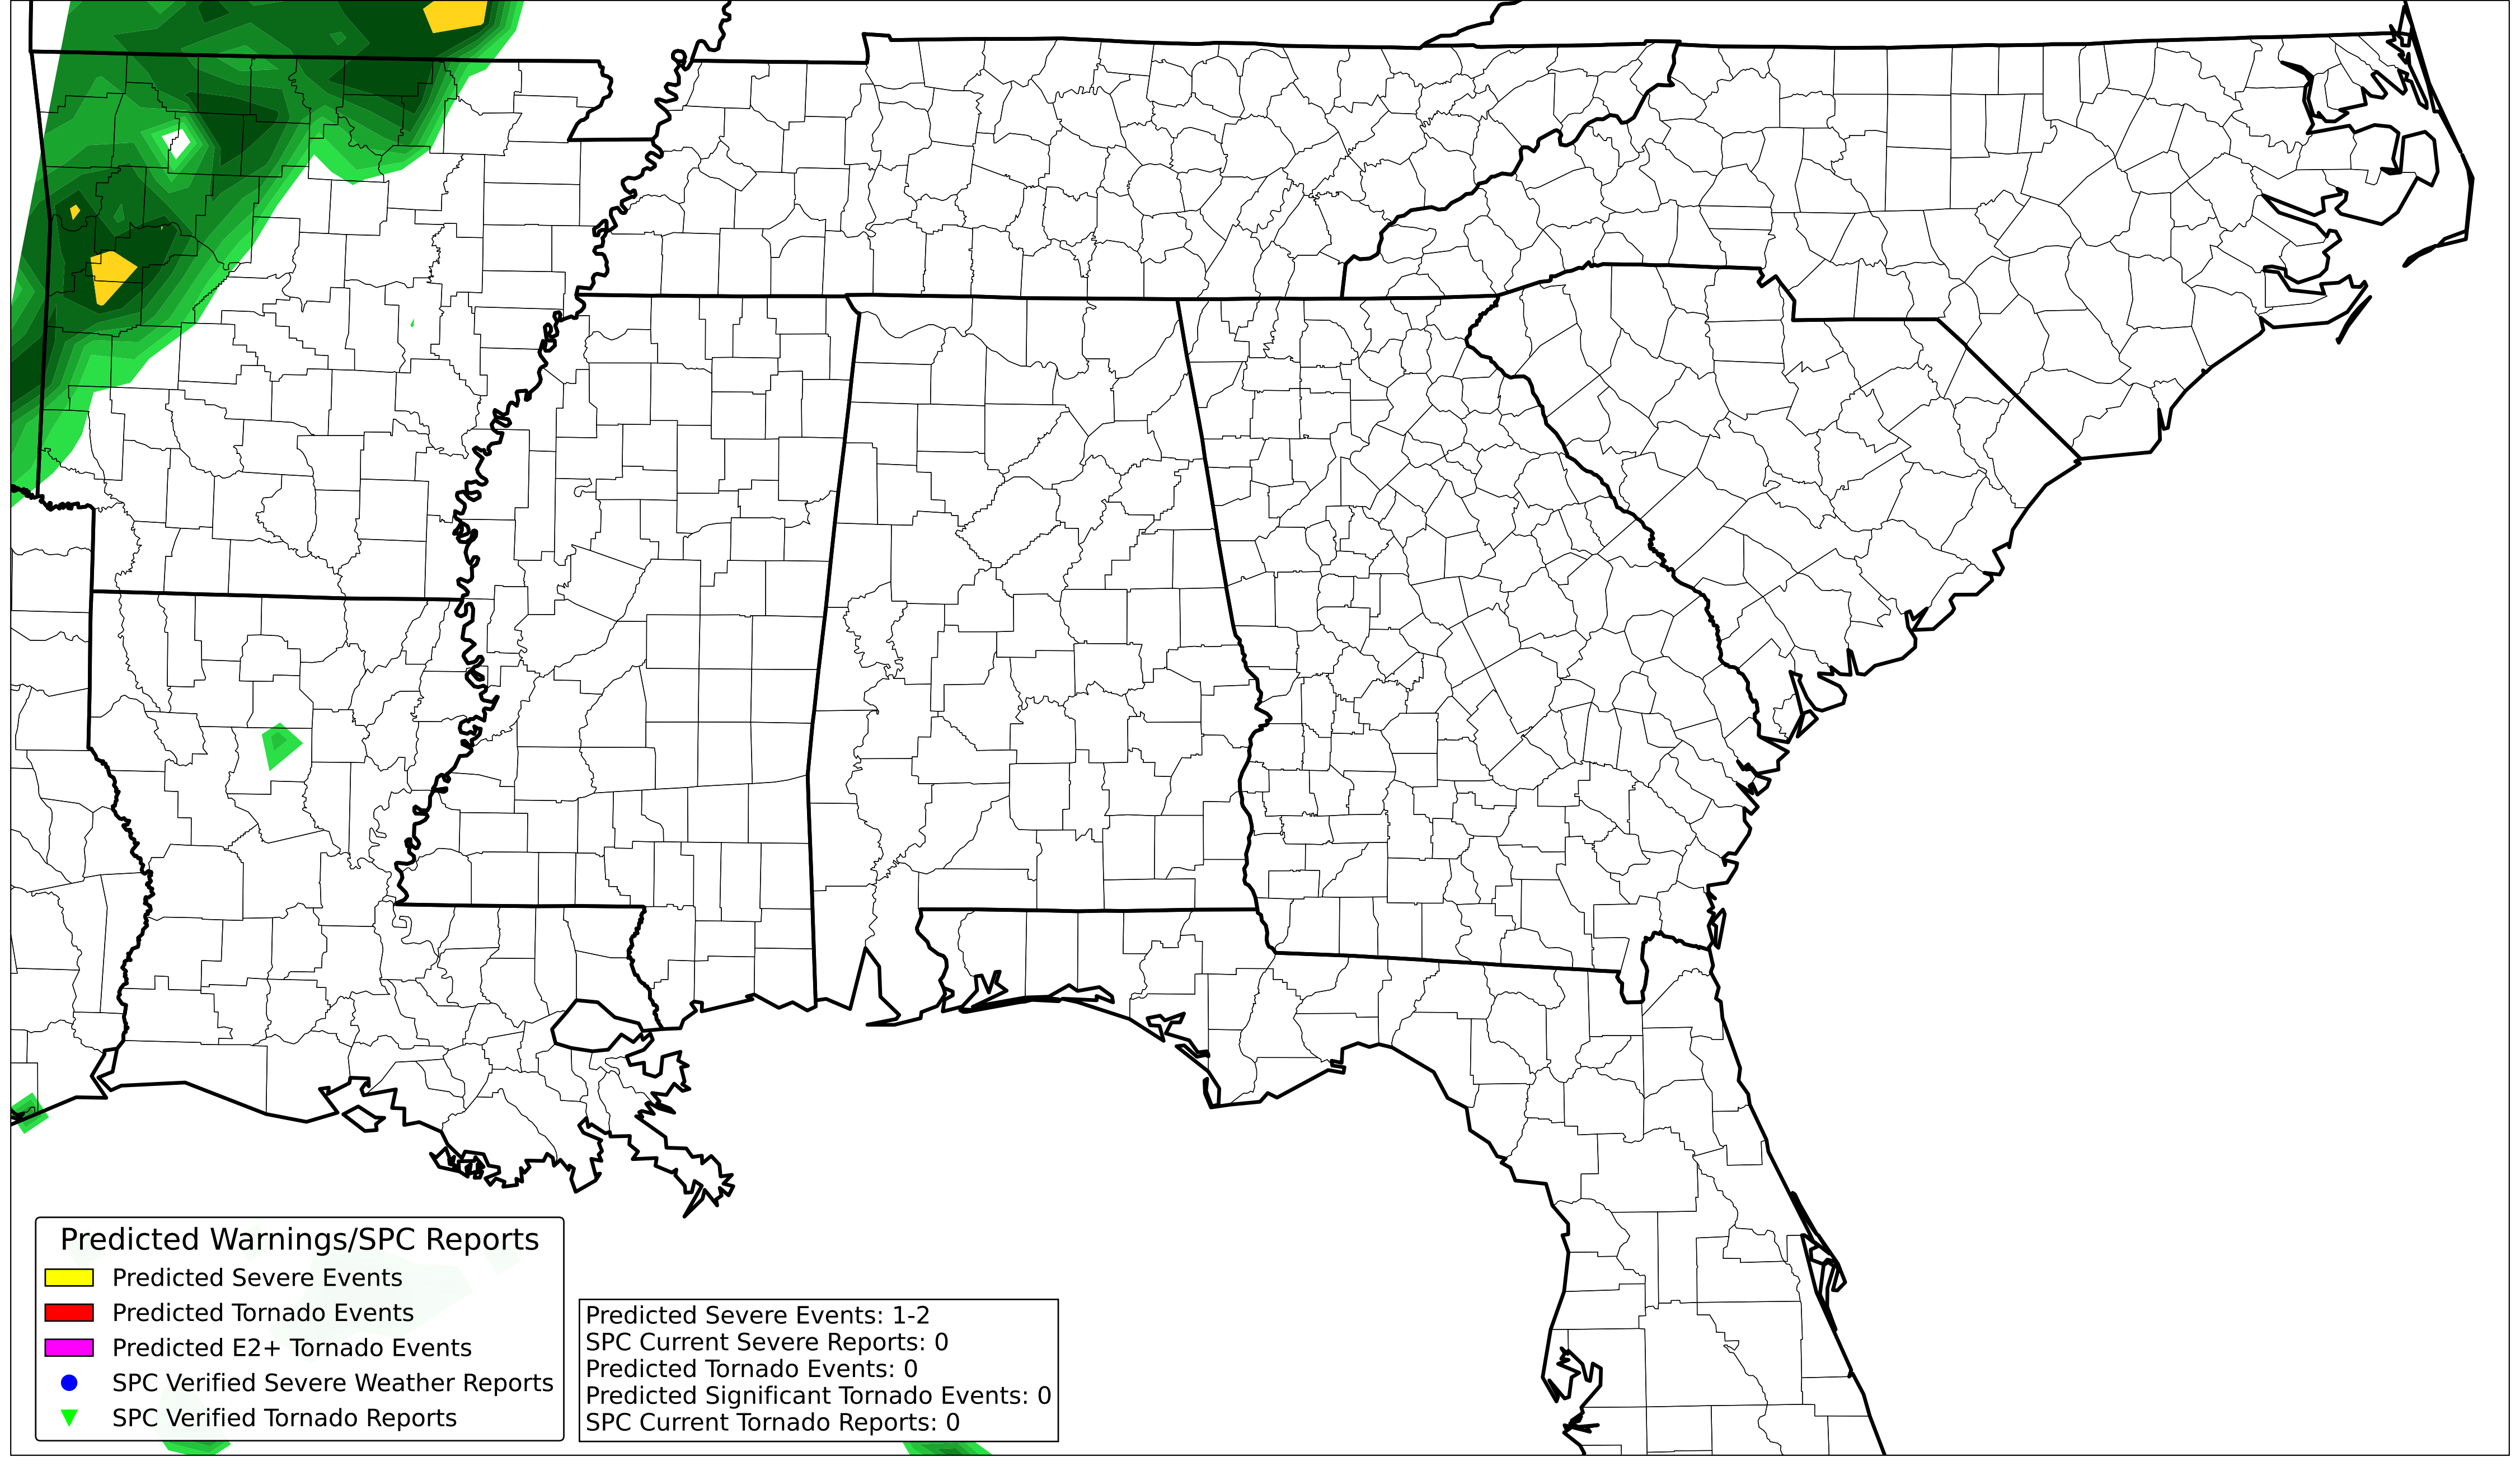 Predicted Warnings/SPC Reports
Predicted Severe Events
Predicted Tornado Events
Predicted E2+ Tornado Events
SPC Verified Severe Weather Reports
SPC Verified Tornado Reports
Predicted Severe Events: 1-2
SPC Current Severe Reports: 0
Predicted Tornado Events: 0
Predicted Significant Tornado Events: 0
SPC Current Tornado Reports: 0